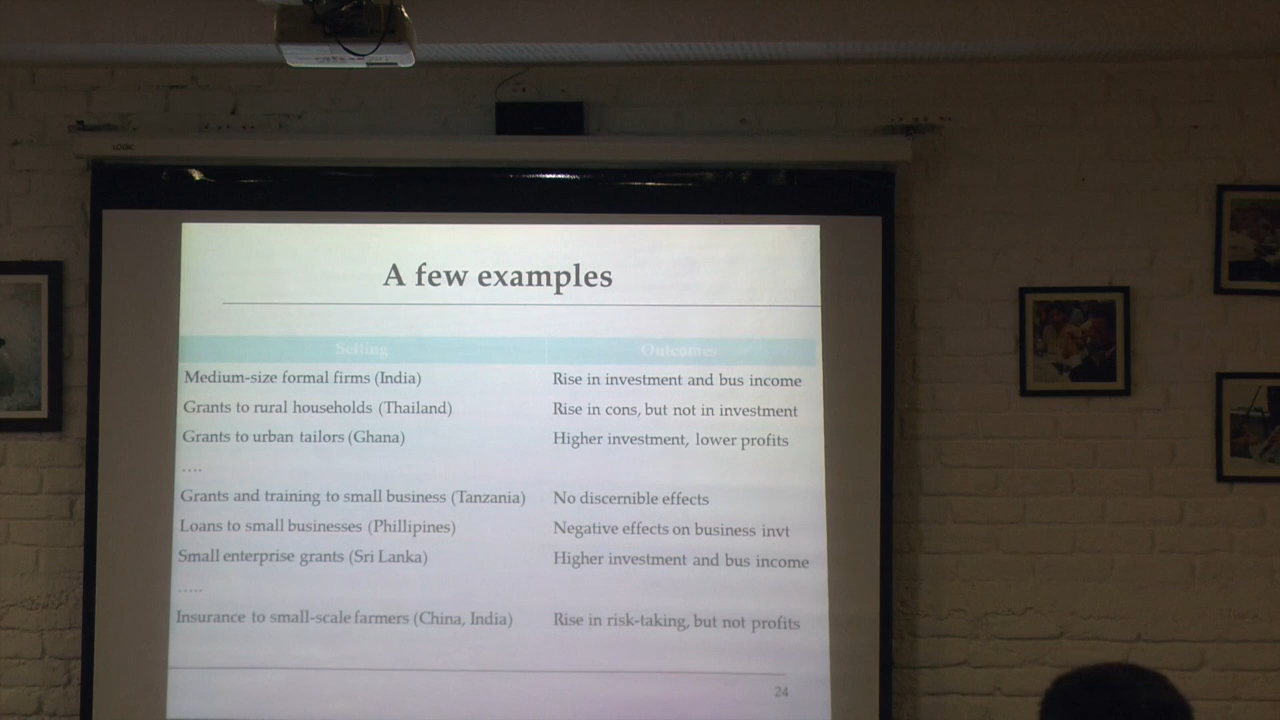 LOGIC
A few examples
Setting Outcomes
Medium-size formal firms (India) Rise in investment and bus income
Grants to rural households (Thailand) Rise in cons, but not in investment
Grants to urban tailors (Ghana) Higher investment, lower profits
....
Grants and training to small business (Tanzania) No discernible effects
Loans to small businesses (Phillipines) Negative effects on business invt
Small enterprise grants (Sri Lanka) Higher investment and bus income
.....
Insurance to small-scale farmers (China, India) Rise in risk-taking, but not profits
24